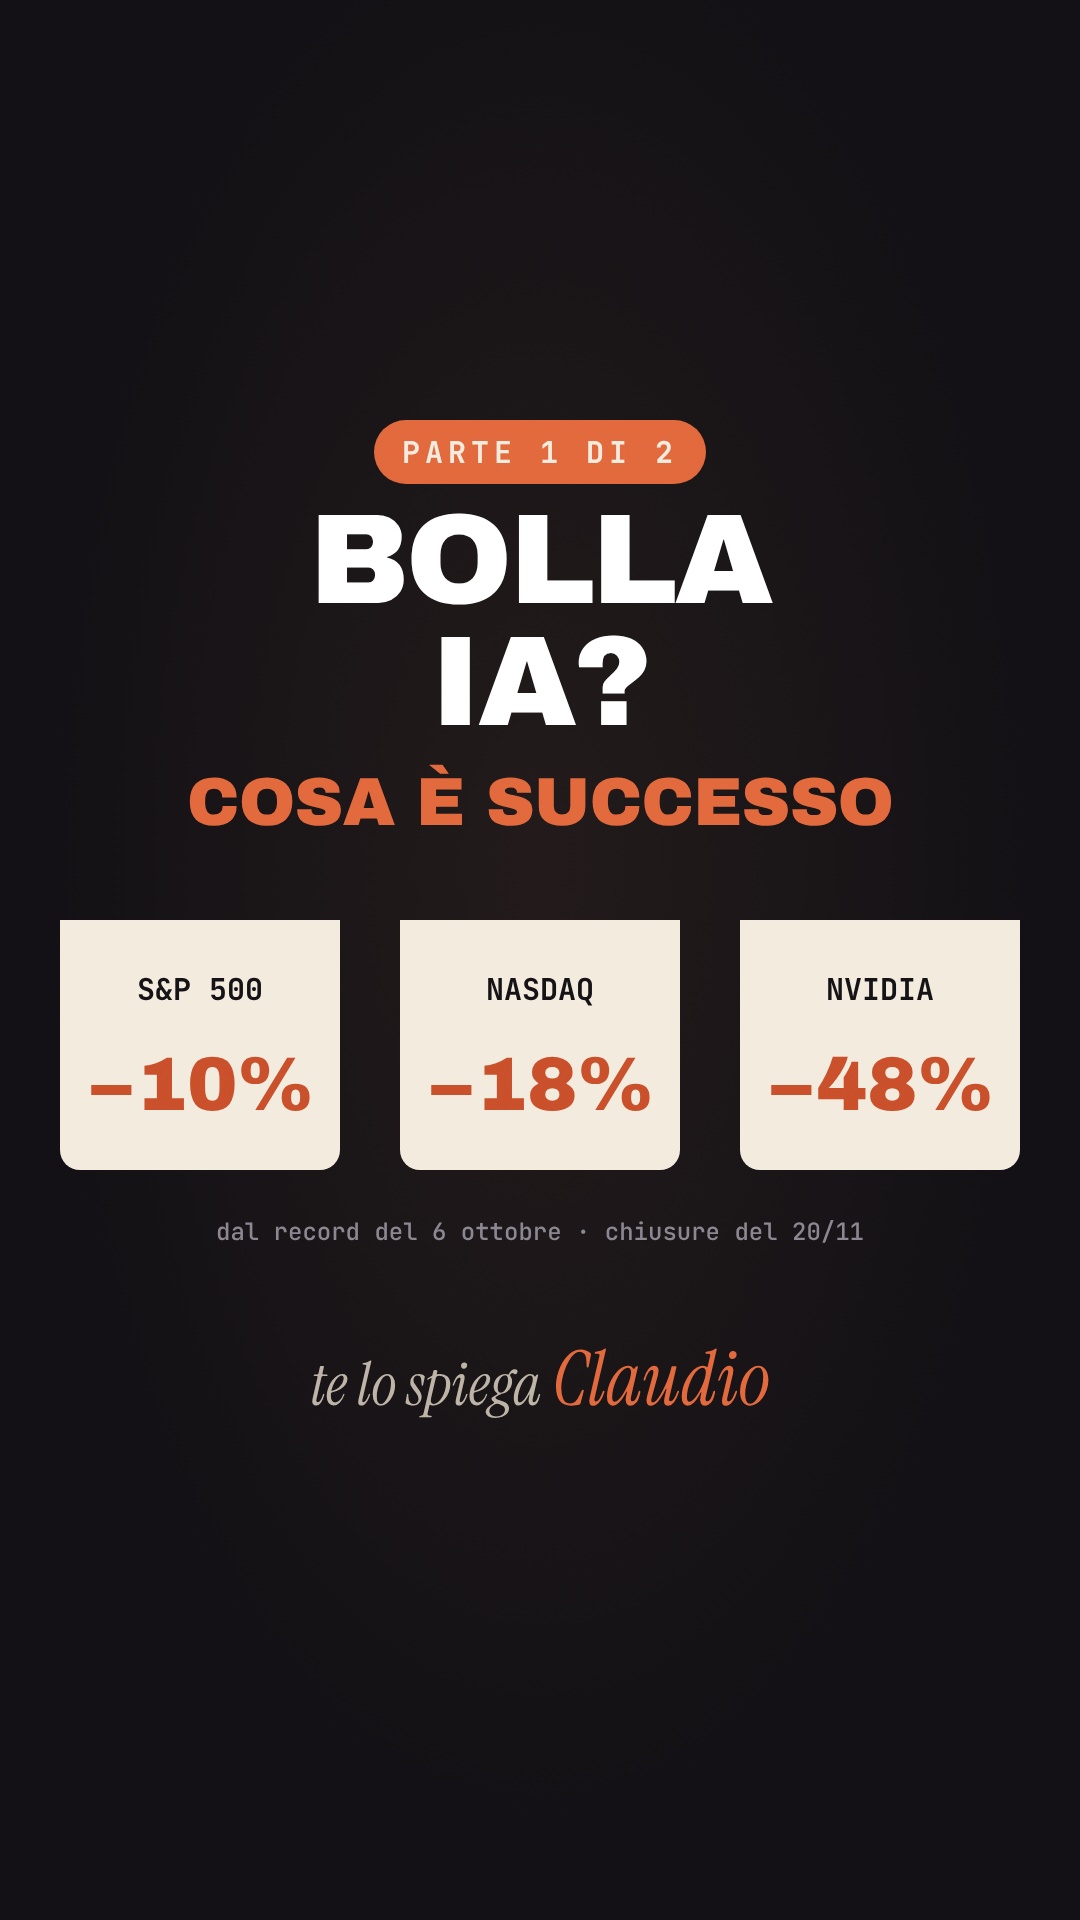 PARTE 1 DI 2
BOLLA
IA?
COSA È SUCCESSO
S&P 500
NASDAQ
NVIDIA
–10%
–18%
–48%
dal record del 6 ottobre · chiusure del 20/11
te lo spiega Claudio